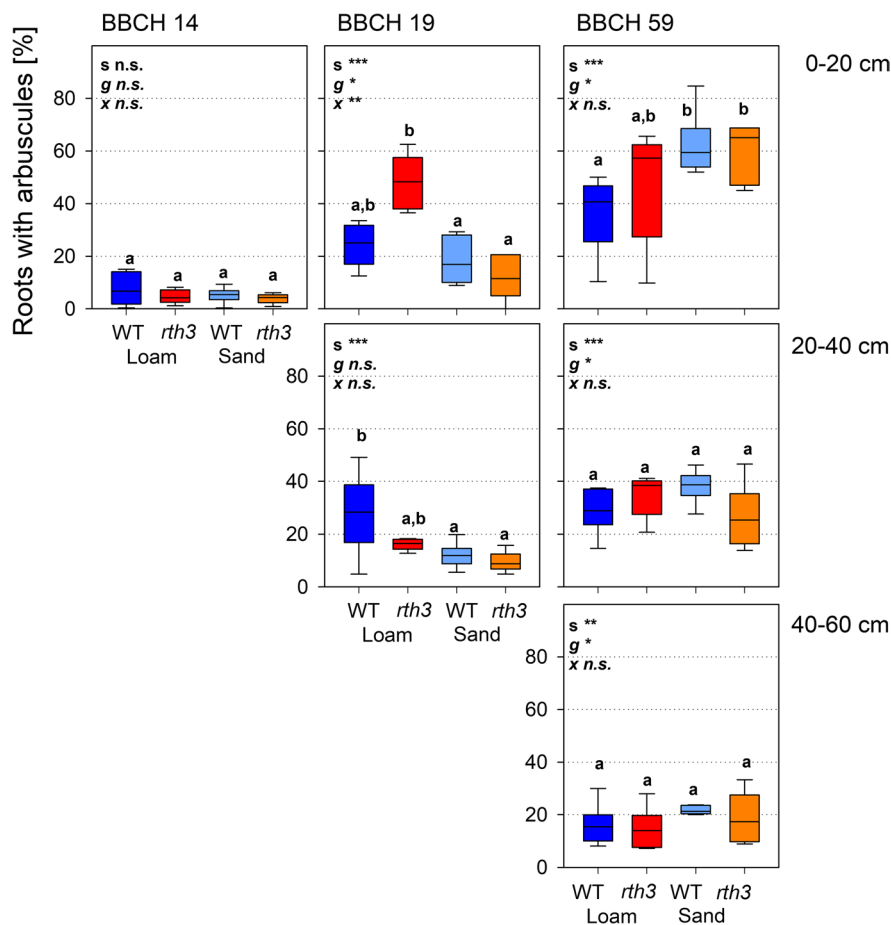 BBCH 14 BBCH 19 BBCH 59
0-20 cm
Roots with arbuscules [%]
s n.s.
g n.s.
x n.s.
80
60
40
20
0
a a a a
WT rth3 WT rth3
Loam Sand
s ***
g *
x **
a,b b a a
s ***
g *
x n.s.
a a,b b b
20-40 cm
s ***
g n.s.
x n.s.
80
60
40
20
0
b a,b a a
WT rth3 WT rth3
Loam Sand
s ***
g *
x n.s.
a a a a
40-60 cm
s **
g *
x n.s.
80
60
40
20
0
a a a a
WT rth3 WT rth3
Loam Sand